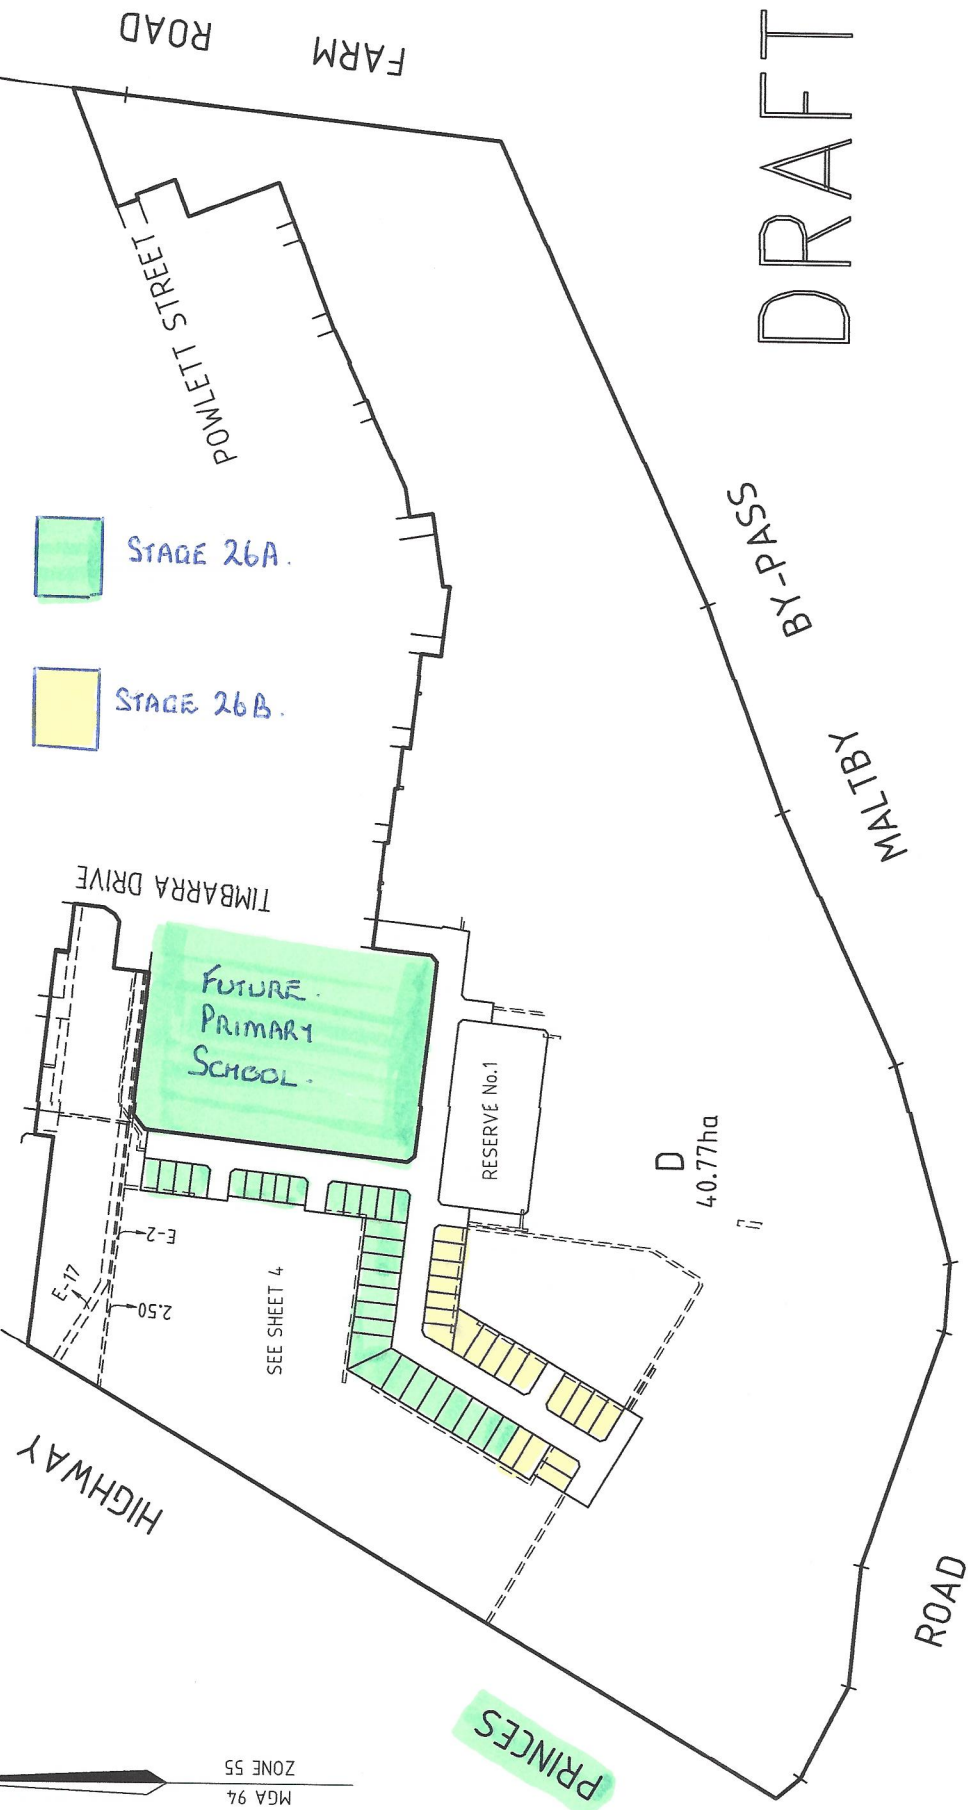 ROAD
FARM
DRAFT
POWLETT STREET
STAGE 26A.
STAGE 26B.
BY-PASS
MALTBY
TIMBARRA DRIVE
FUTURE
PRIMARY
SCHOOL.
RESERVE No.1
D
40.77ha
E-2
E-17
2.50
SEE SHEET 4
HIGHWAY
ROAD
PRINCES
MGA 94
ZONE 55